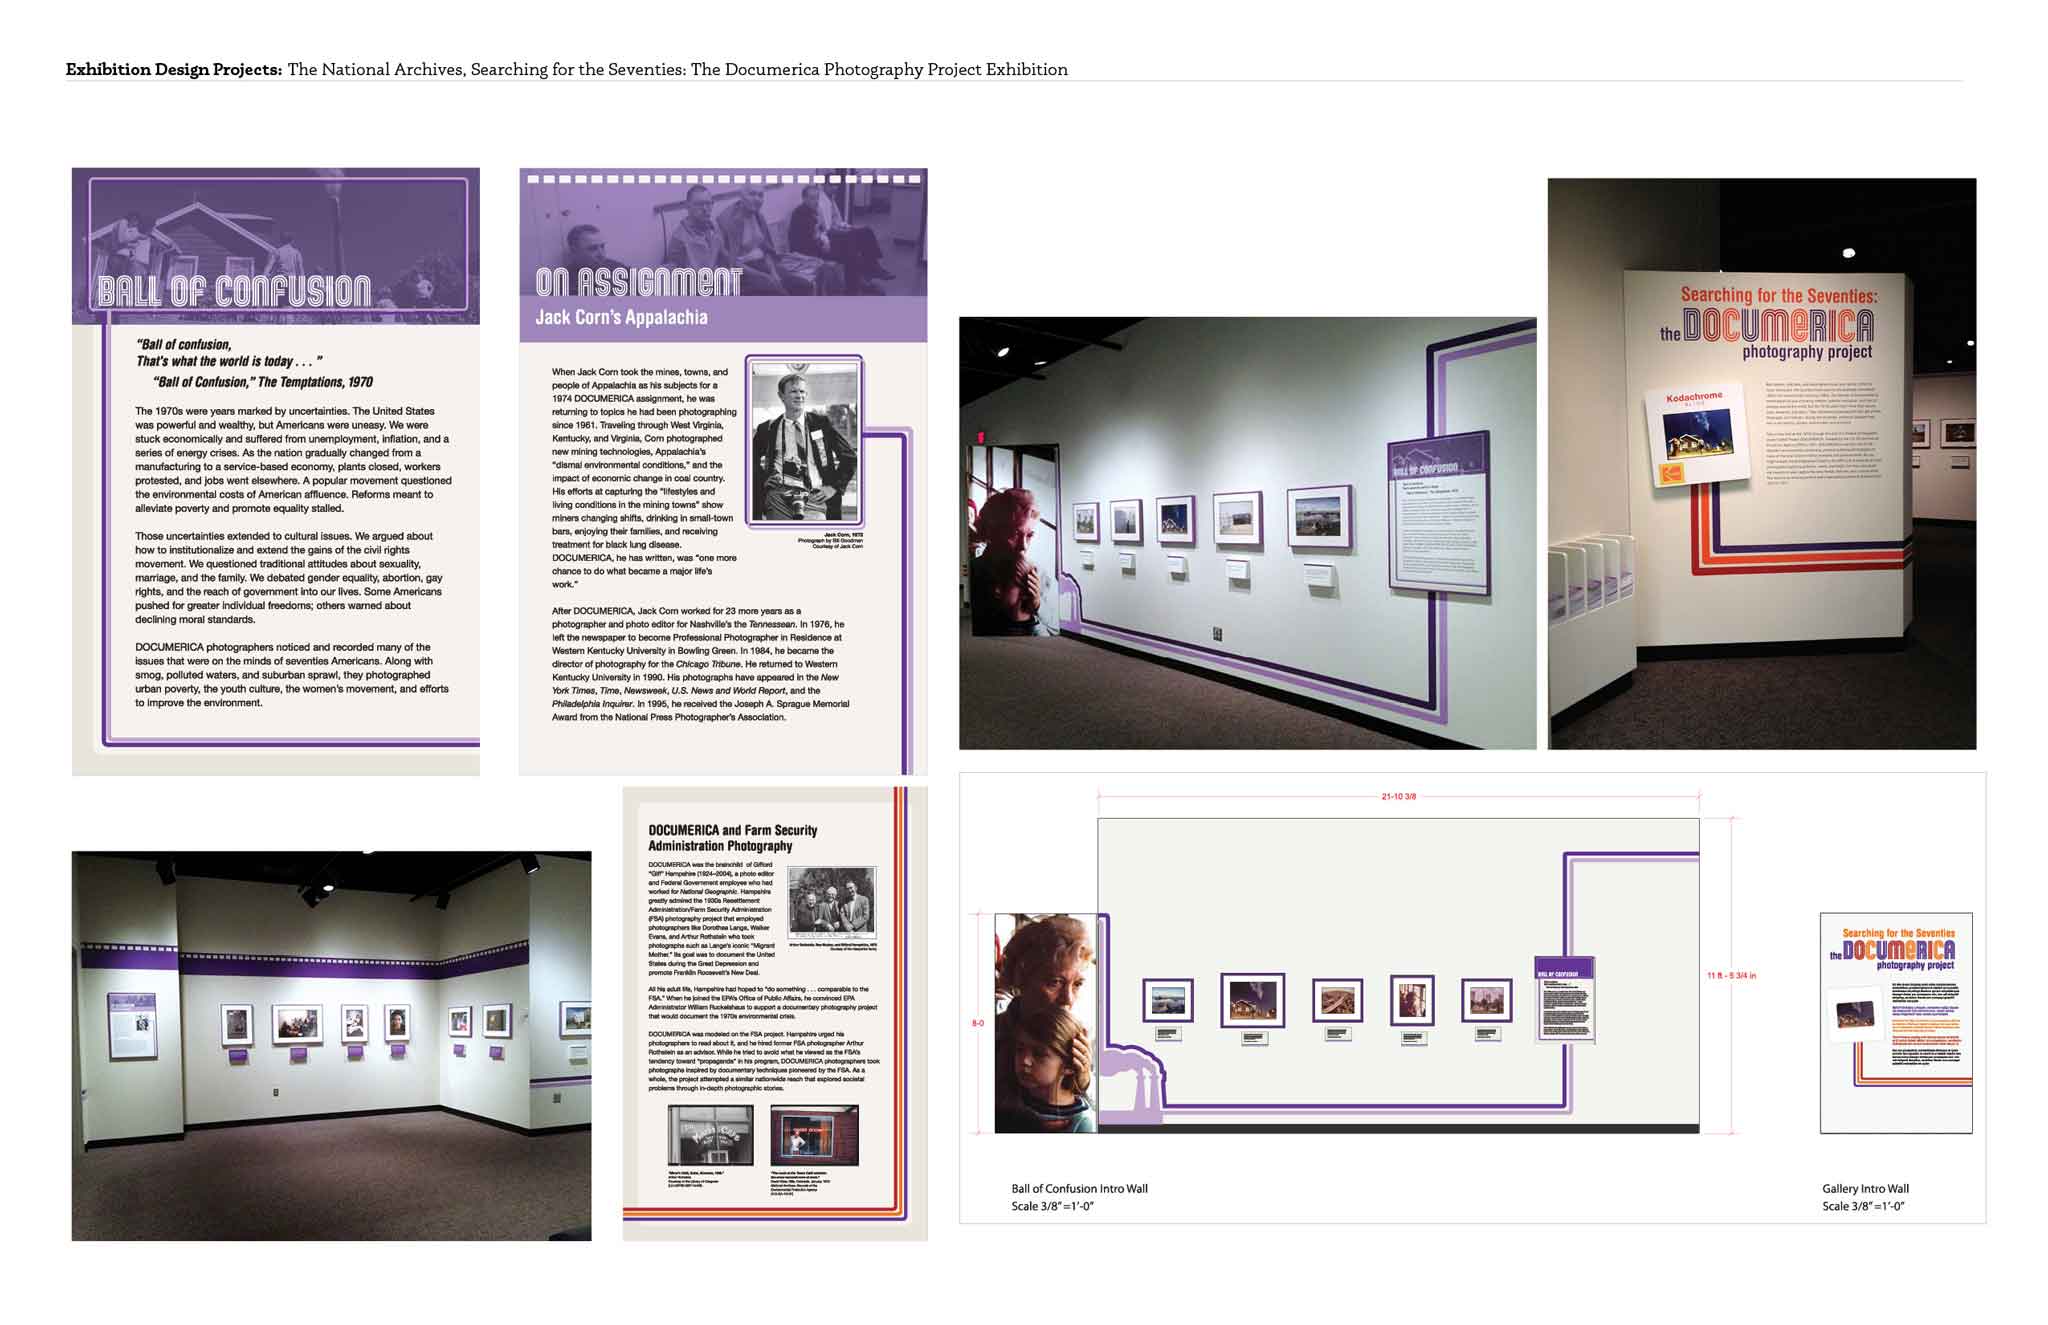 Exhibition Design Projects: The National Archives, Searching for the Seventies: The Documerica Photography Project Exhibition
BALL OF CONFUSION
“Ball of confusion,
That's what the world is today . . . ”
“Ball of Confusion,” The Temptations, 1970
The 1970s were years marked by uncertainties. The United States
was powerful and wealthy, but Americans were uneasy. We were
stuck economically and suffered from unemployment, inflation, and a
series of energy crises. As the nation gradually changed from a
manufacturing to a service-based economy, plants closed, workers
protested, and jobs went elsewhere. A popular movement questioned
the environmental costs of American affluence. Reforms meant to
alleviate poverty and promote equality stalled.
Those uncertainties extended to cultural issues. We argued about
how to institutionalize and extend the gains of the civil rights
movement. We questioned traditional attitudes about sexuality,
marriage, and the family. We debated gender equality, abortion, gay
rights, and the reach of government into our lives. Some Americans
pushed for greater individual freedoms; others warned about
declining moral standards.
DOCUMERICA photographers noticed and recorded many of the
issues that were on the minds of seventies Americans. Along with
smog, polluted waters, and suburban sprawl, they photographed
urban poverty, the youth culture, the women's movement, and efforts
to improve the environment.
ON ASSIGNMENT
Jack Corn's Appalachia
When Jack Corn took the mines, towns, and
people of Appalachia as his subjects for a
1974 DOCUMERICA assignment, he was
returning to topics he had been photographing
since 1961. Traveling through West Virginia,
Kentucky, and Virginia, Corn photographed
new mining technologies, Appalachia's
“dismal environmental conditions,” and the
impact of economic change in coal country.
His efforts at capturing the “lifestyles and
living conditions in the mining towns” show
miners changing shifts, drinking in small-town
bars, enjoying their families, and receiving
treatment for black lung disease.
DOCUMERICA, he has written, was “one more
chance to do what became a major life's
work.”
Jack Corn, 1972
Photograph by Bill Goodman
Courtesy of Jack Corn
After DOCUMERICA, Jack Corn worked for 23 more years as a
photographer and photo editor for Nashville's the Tennessean. In 1976, he
left the newspaper to become Professional Photographer in Residence at
Western Kentucky University in Bowling Green. In 1984, he became the
director of photography for the Chicago Tribune. He returned to Western
Kentucky University in 1990. His photographs have appeared in the New
York Times, Time, Newsweek, U.S. News and World Report, and the
Philadelphia Inquirer. In 1995, he received the Joseph A. Sprague Memorial
Award from the National Press Photographer's Association.
BALL OF CONFUSION
Searching for the Seventies:
the DOCUMERICA
photography project
Kodachrome
SLIDE
DOCUMERICA and Farm Security
Administration Photography
DOCUMERICA was the brainchild of Gifford
“Giff” Hampshire (1924–2004), a photo editor
and Federal Government employee who had
worked for National Geographic. Hampshire
greatly admired the 1930s Resettlement
Administration/Farm Security Administration
(FSA) photography project that employed
photographers like Dorothea Lange, Walker
Evans, and Arthur Rothstein who took
photographs such as Lange's iconic “Migrant
Mother.” Its goal was to document the United
States during the Great Depression and
promote Franklin Roosevelt's New Deal.
All his adult life, Hampshire had hoped to “do something . . . comparable to the
FSA.” When he joined the EPA's Office of Public Affairs, he convinced EPA
Administrator William Ruckelshaus to support a documentary photography project
that would document the 1970s environmental crisis.
DOCUMERICA was modeled on the FSA project. Hampshire urged his
photographers to read about it, and he hired former FSA photographer Arthur
Rothstein as an advisor. While he tried to avoid what he viewed as the FSA's
tendency toward “propaganda” in his program, DOCUMERICA photographers took
photographs inspired by documentary techniques pioneered by the FSA. As a
whole, the project attempted a similar nationwide reach that explored societal
problems through in-depth photographic stories.
21-10 3/8
8-0
11 ft - 5 3/4 in
BALL OF CONFUSION
Searching for the Seventies
the DOCUMERICA
photography project
Ball of Confusion Intro Wall
Scale 3/8”=1'-0”
Gallery Intro Wall
Scale 3/8”=1'-0”